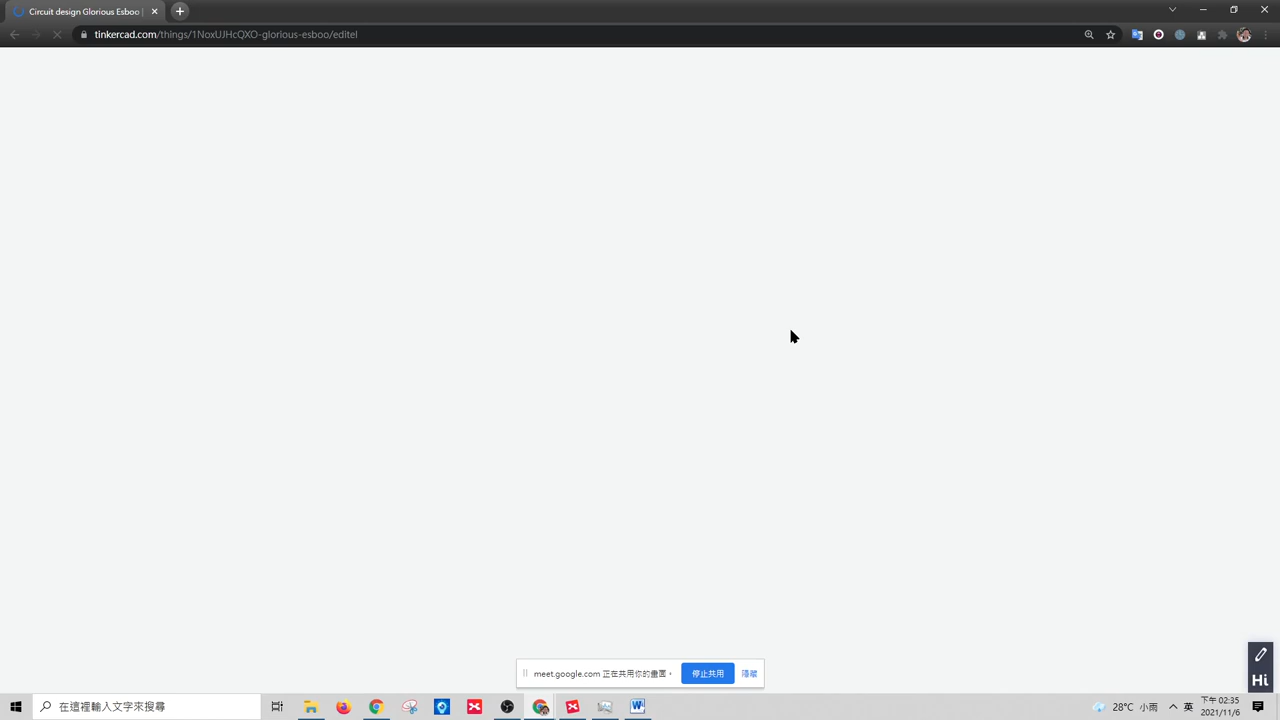 Circuit design Glorious Esboo |
tinkercad.com/things/1NoxUJHcQXO-glorious-esboo/editel
meet.google.com 正在共用你的畫面。
停止共用
隱藏
Hi
在這裡輸入文字來搜尋
28°C 小雨
英
下午 02:35
2021/11/6